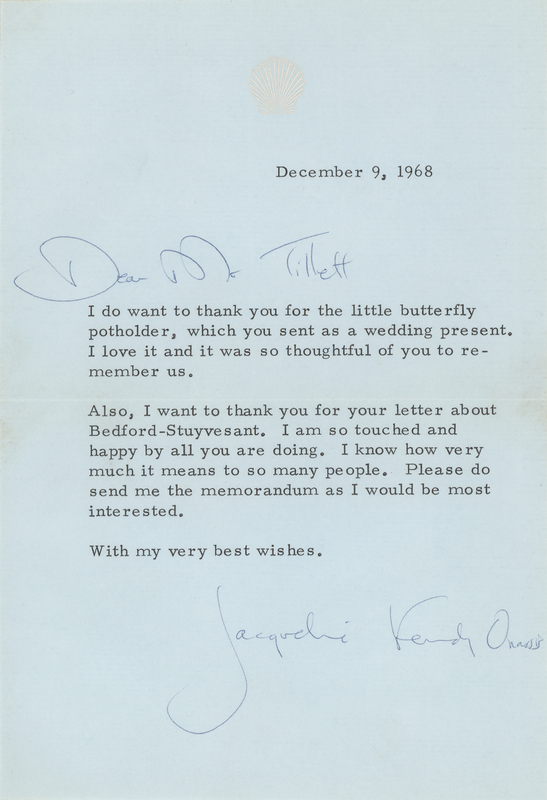 December 9, 1968
Dear Mr Tillett
I do want to thank you for the little butterfly
potholder, which you sent as a wedding present.
I love it and it was so thoughtful of you to re-
member us.
Also, I want to thank you for your letter about
Bedford-Stuyvesant. I am so touched and
happy by all you are doing. I know how very
much it means to so many people. Please do
send me the memorandum as I would be most
interested.
With my very best wishes.
Jacqueline Kennedy Onassis